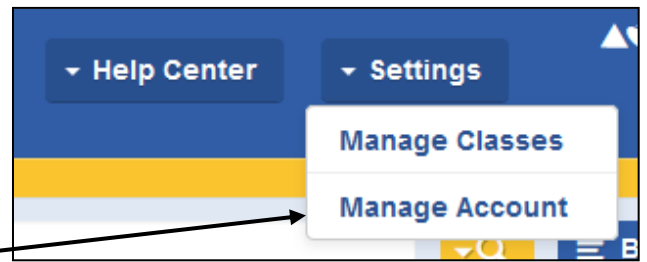 Help Center
Settings
Manage Classes
Manage Account
B